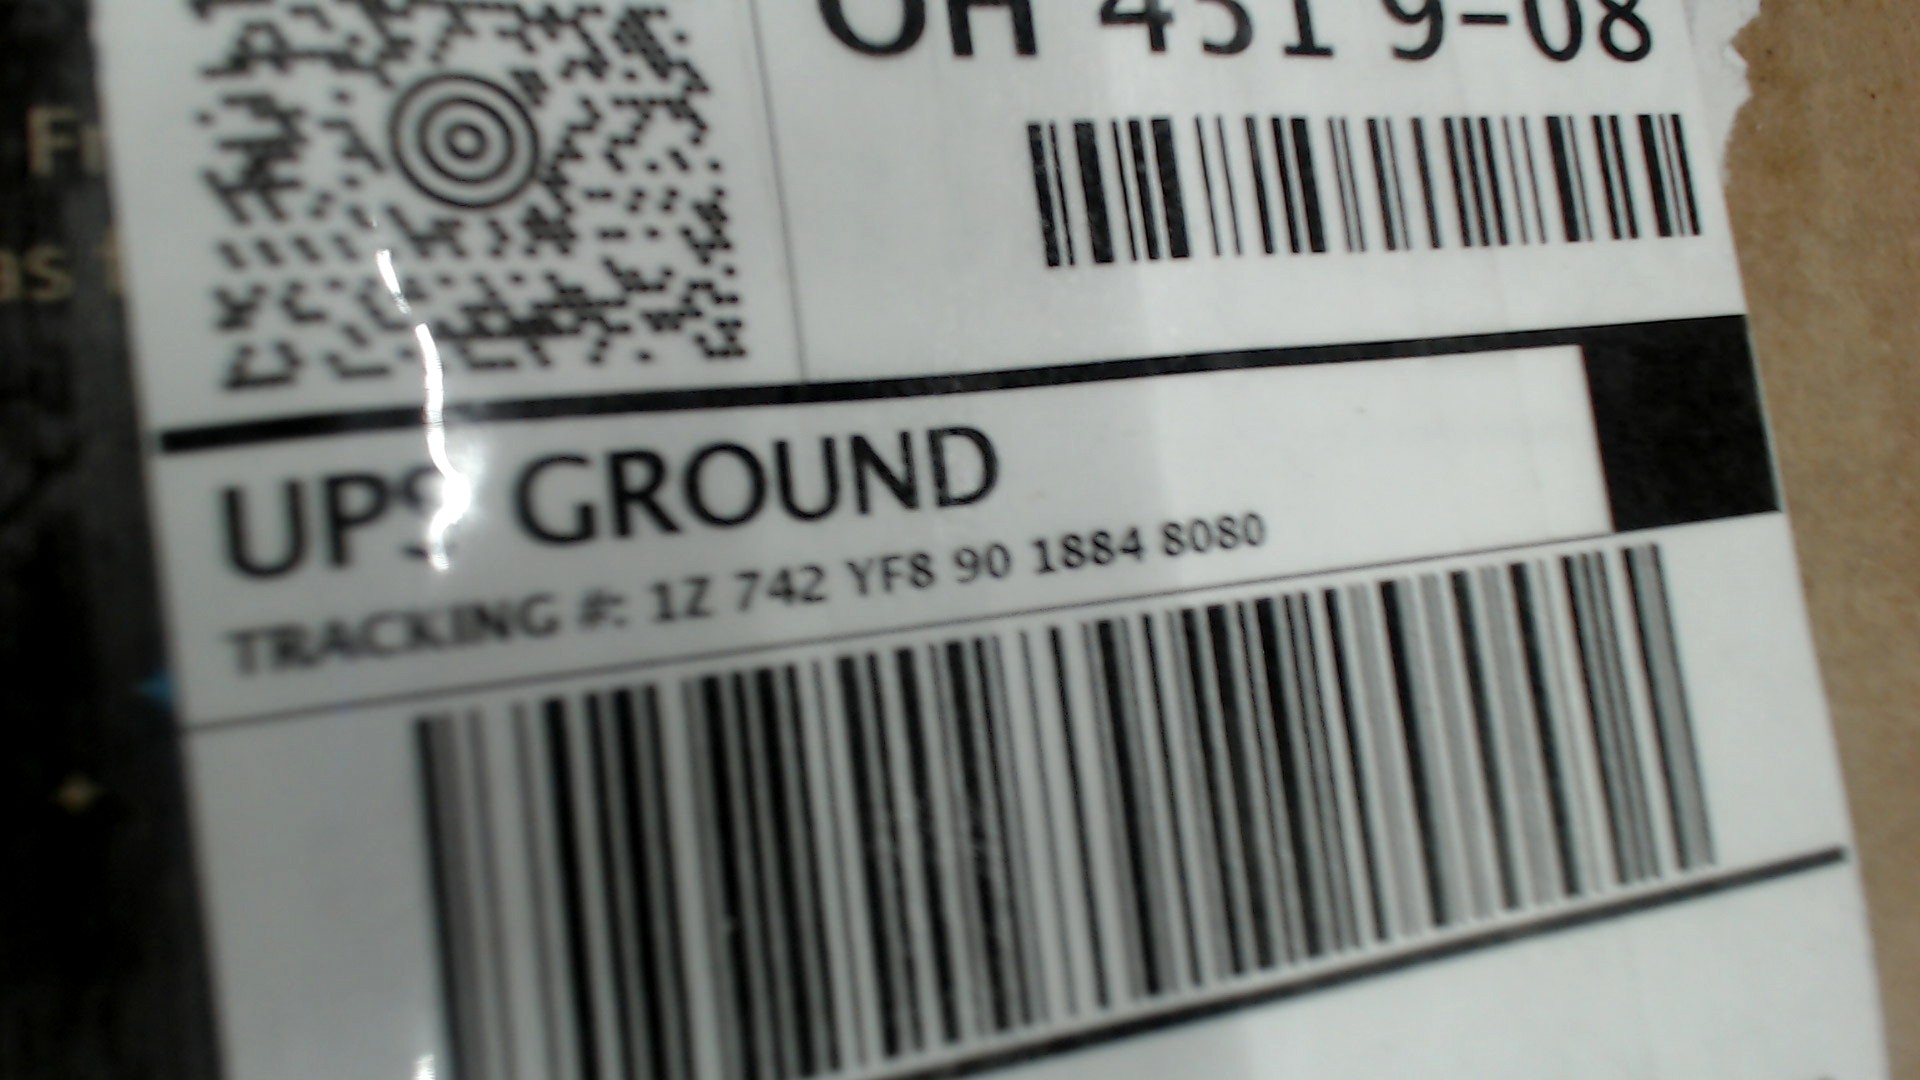 OH 451 9-08
UPS GROUND
TRACKING #: 1Z 742 YF8 90 1884 8080